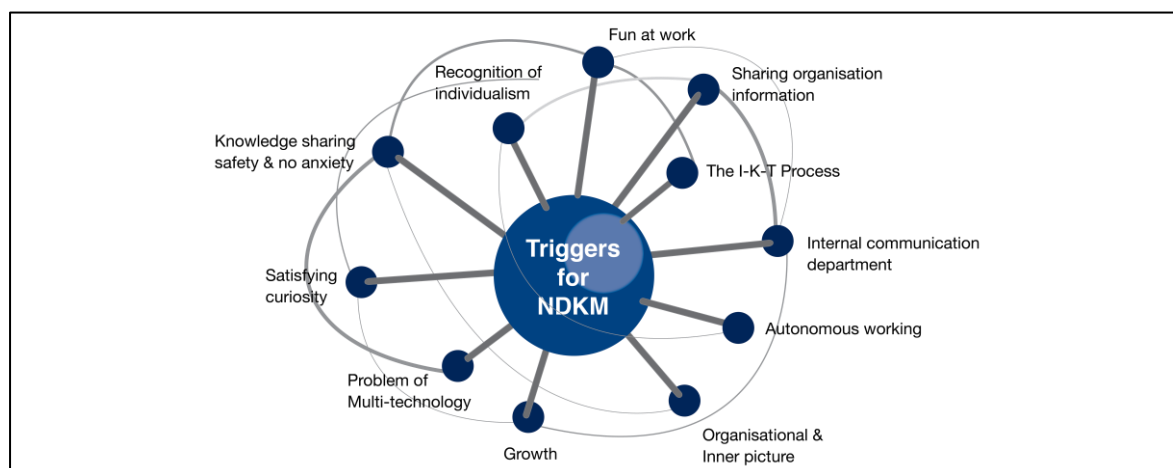 Fun at work
Recognition of
individualism
Sharing organisation
information
Knowledge sharing
safety & no anxiety
The I-K-T Process
Triggers
for
NDKM
Internal communication
department
Satisfying
curiosity
Autonomous working
Problem of
Multi-technology
Growth
Organisational &
Inner picture